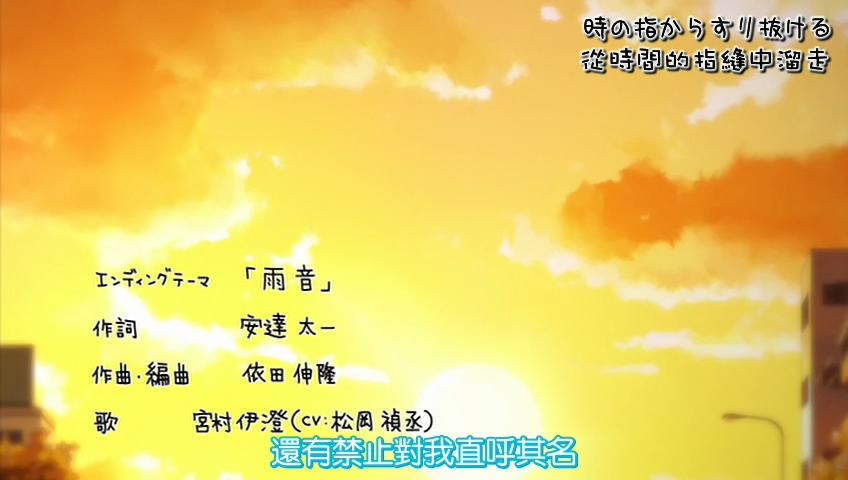 時の指からすり抜ける
從時間的指縫中溜走
エンディングテーマ 「雨音」
作詞 安達 太一
作曲・編曲 依田 伸隆
歌 宮村伊澄(CV:松岡 禎丞)
還有禁止對我直呼其名